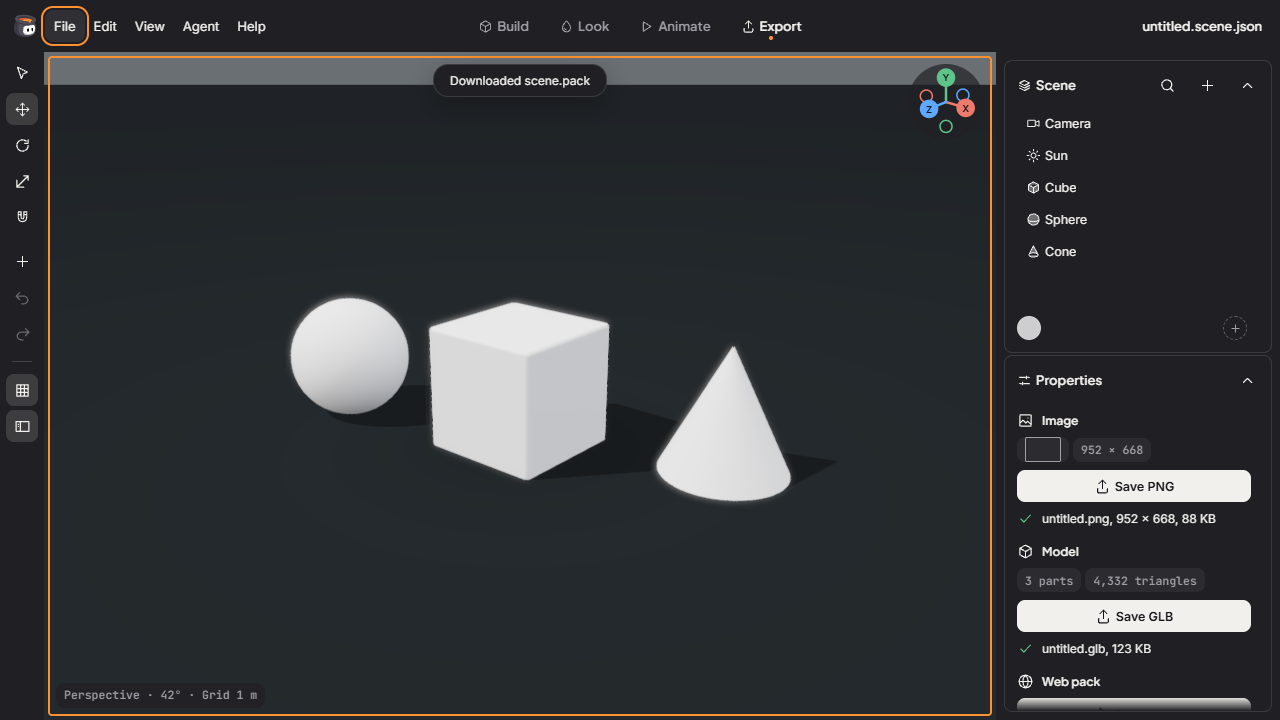 File Edit View Agent Help
Build Look Animate Export
untitled.scene.json
Downloaded scene.pack
Y
Z X
Perspective · 42° · Grid 1 m
Scene
Camera
Sun
Cube
Sphere
Cone
Properties
Image
952 × 668
Save PNG
untitled.png, 952 × 668, 88 KB
Model
3 parts 4,332 triangles
Save GLB
untitled.glb, 123 KB
Web pack